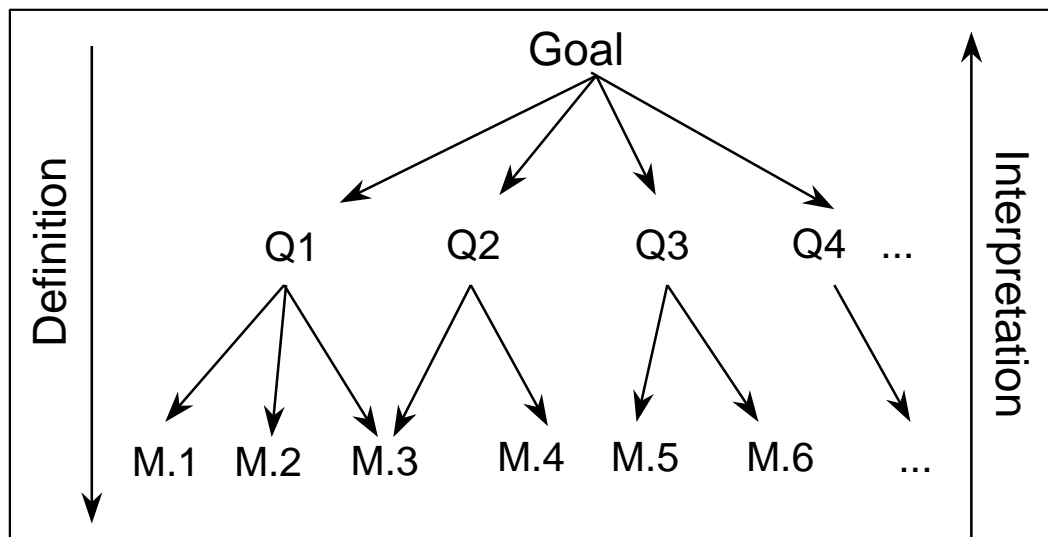 Goal
Definition
Interpretation
Q1 Q2 Q3 Q4 ...
M.1 M.2 M.3 M.4 M.5 M.6 ...